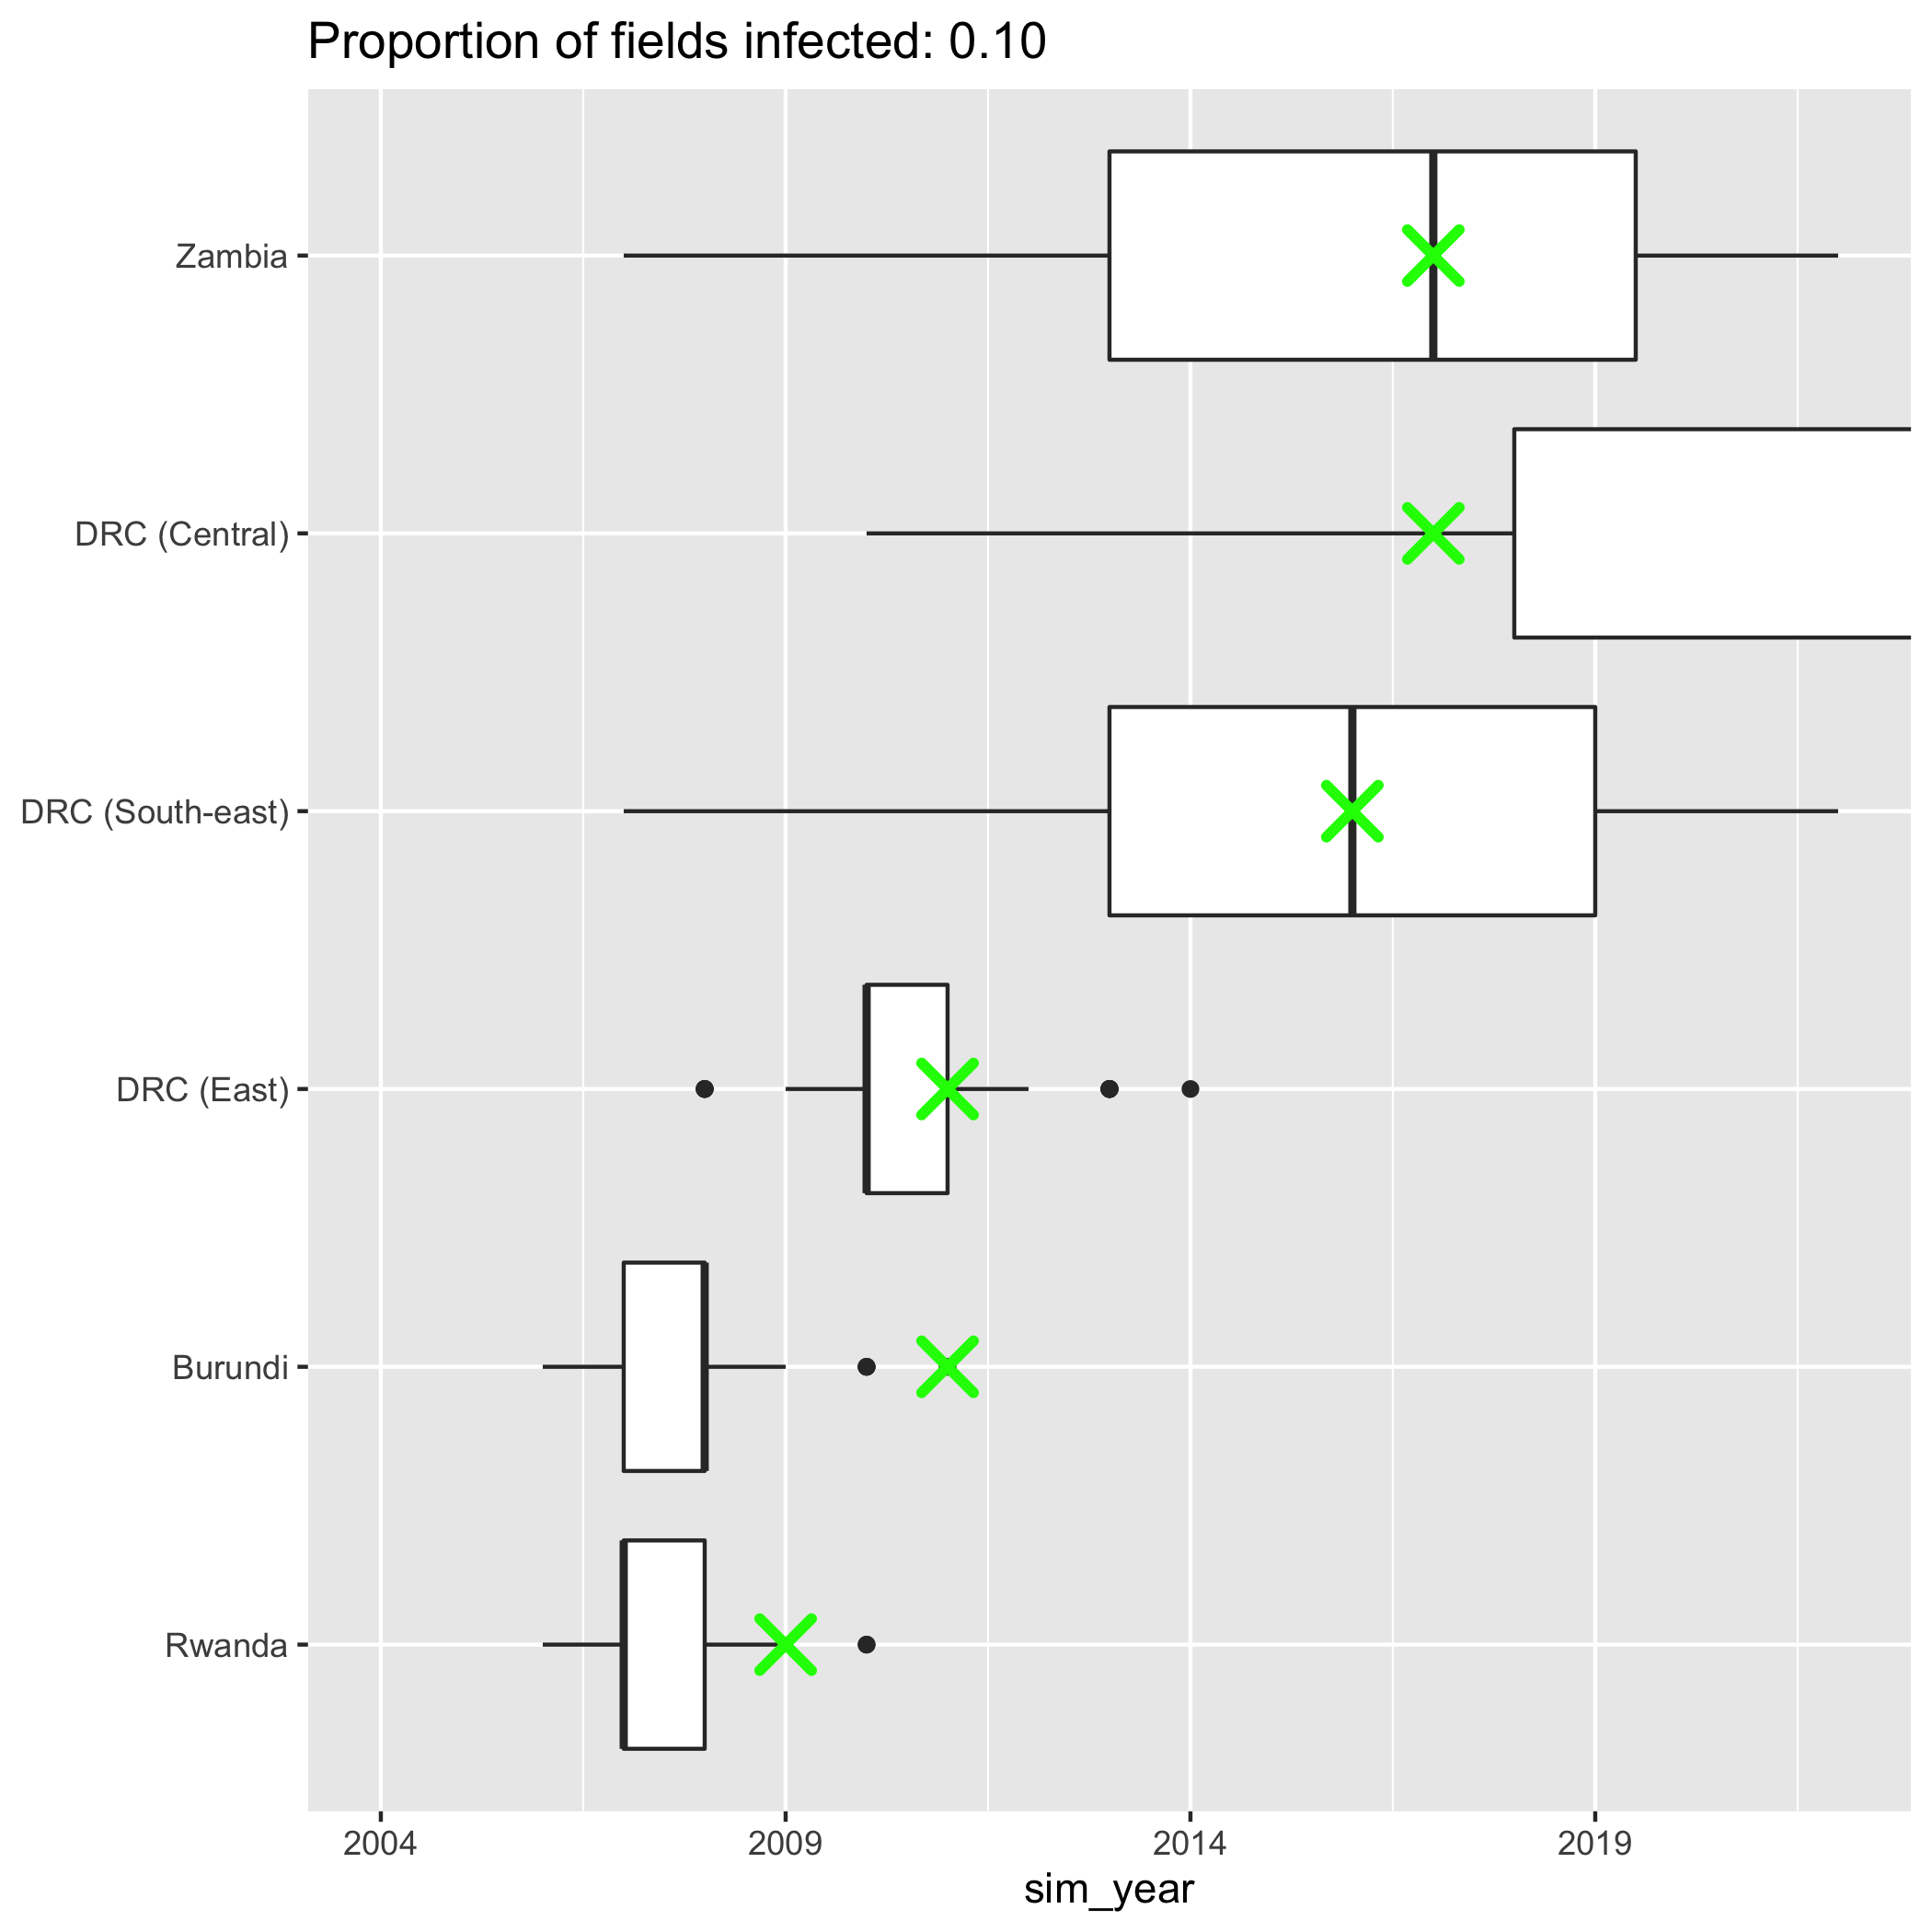 Proportion of fields infected: 0.10
Zambia
DRC (Central)
DRC (South-east)
DRC (East)
Burundi
Rwanda
2004 2009 2014 2019
sim_year